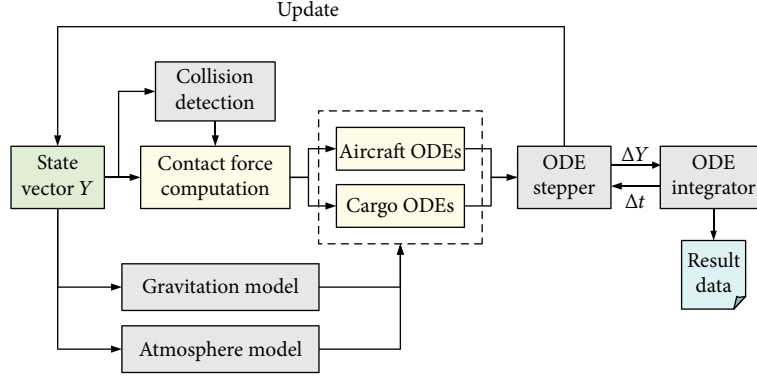 Update
Collision
detection
State
vector Y
Contact force
computation
Aircraft ODEs
Cargo ODEs
ODE
stepper
ΔY
Δt
ODE
integrator
Result
data
Gravitation model
Atmosphere model